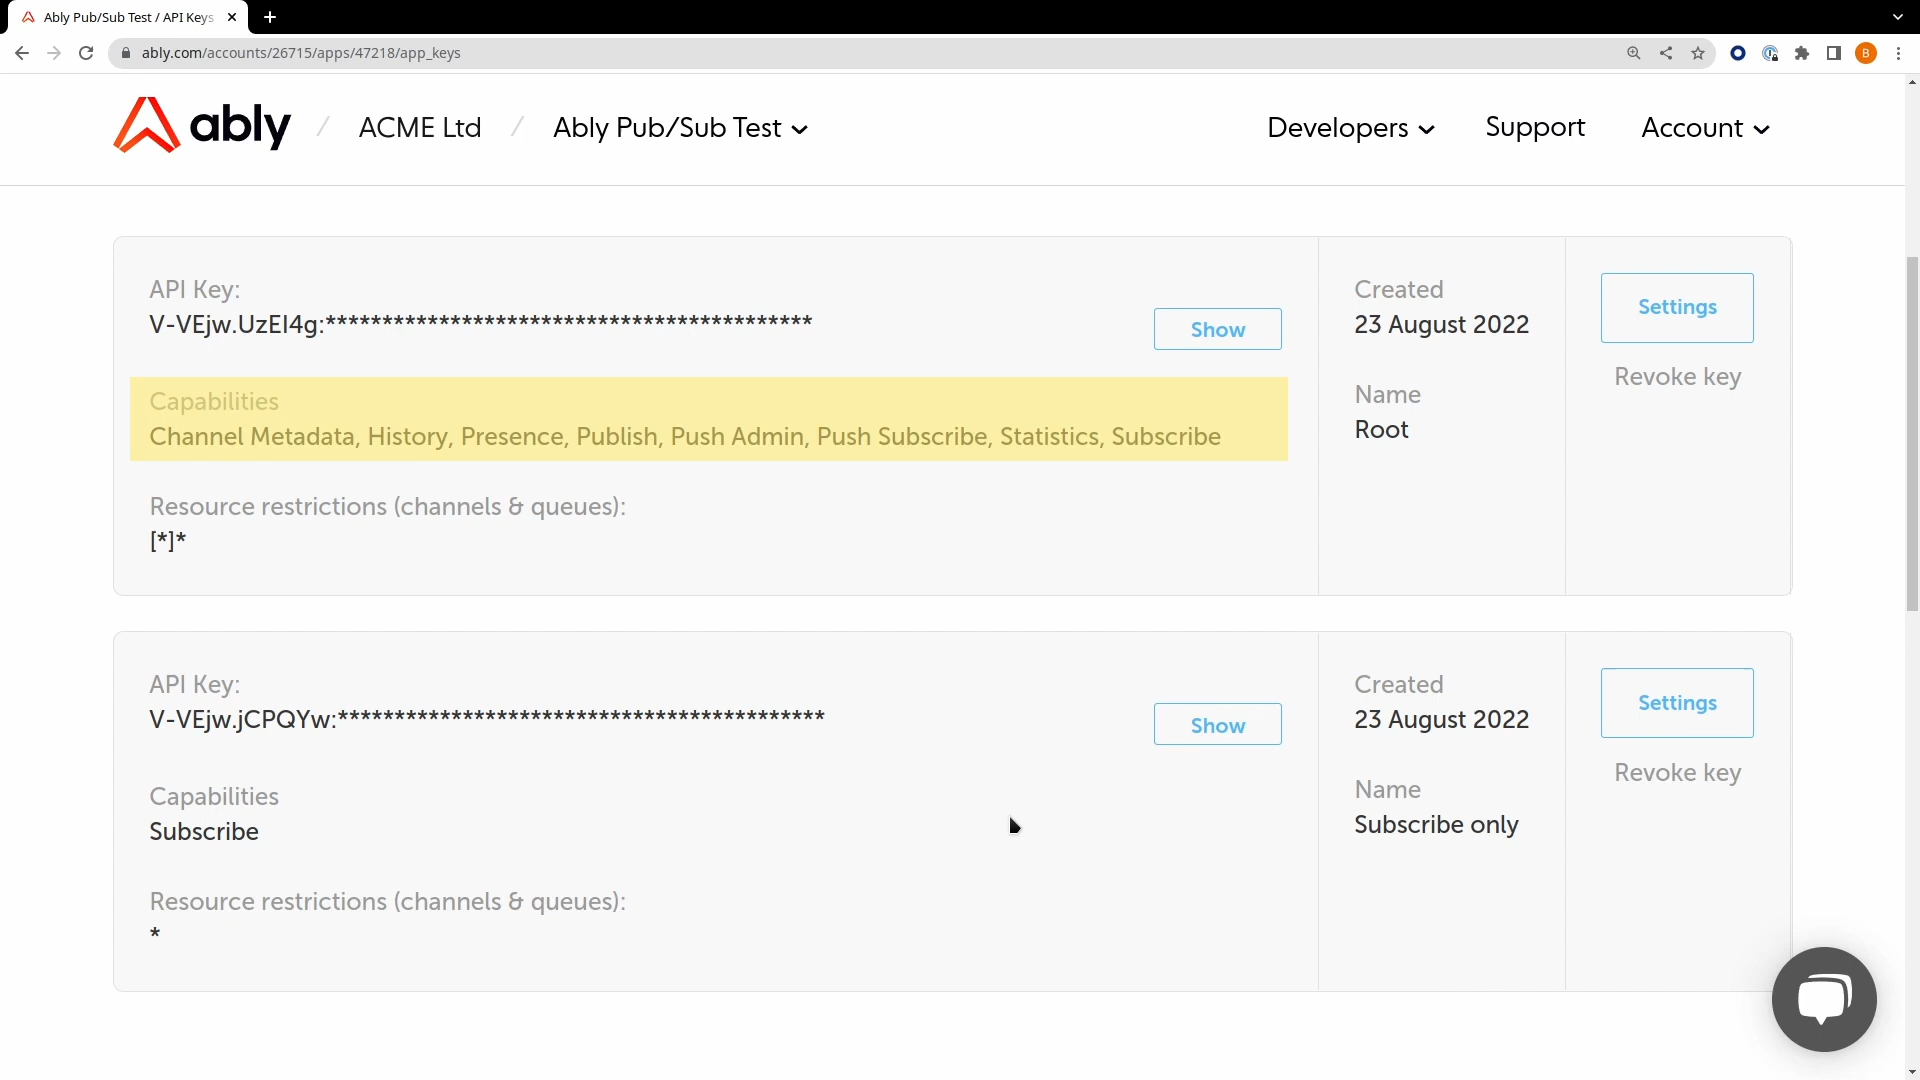 Ably Pub/Sub Test / API Keys
ably.com/accounts/26715/apps/47218/app_keys
B
ably / ACME Ltd / Ably Pub/Sub Test
Developers
Support
Account
API Key:
V-VEjw.UzEI4g:*******************************************
Show
Capabilities
Channel Metadata, History, Presence, Publish, Push Admin, Push Subscribe, Statistics, Subscribe
Resource restrictions (channels & queues):
[*]*
Created
23 August 2022
Name
Root
Settings
Revoke key
API Key:
V-VEjw.jCPQYw:*******************************************
Show
Capabilities
Subscribe
Resource restrictions (channels & queues):
*
Created
23 August 2022
Name
Subscribe only
Settings
Revoke key